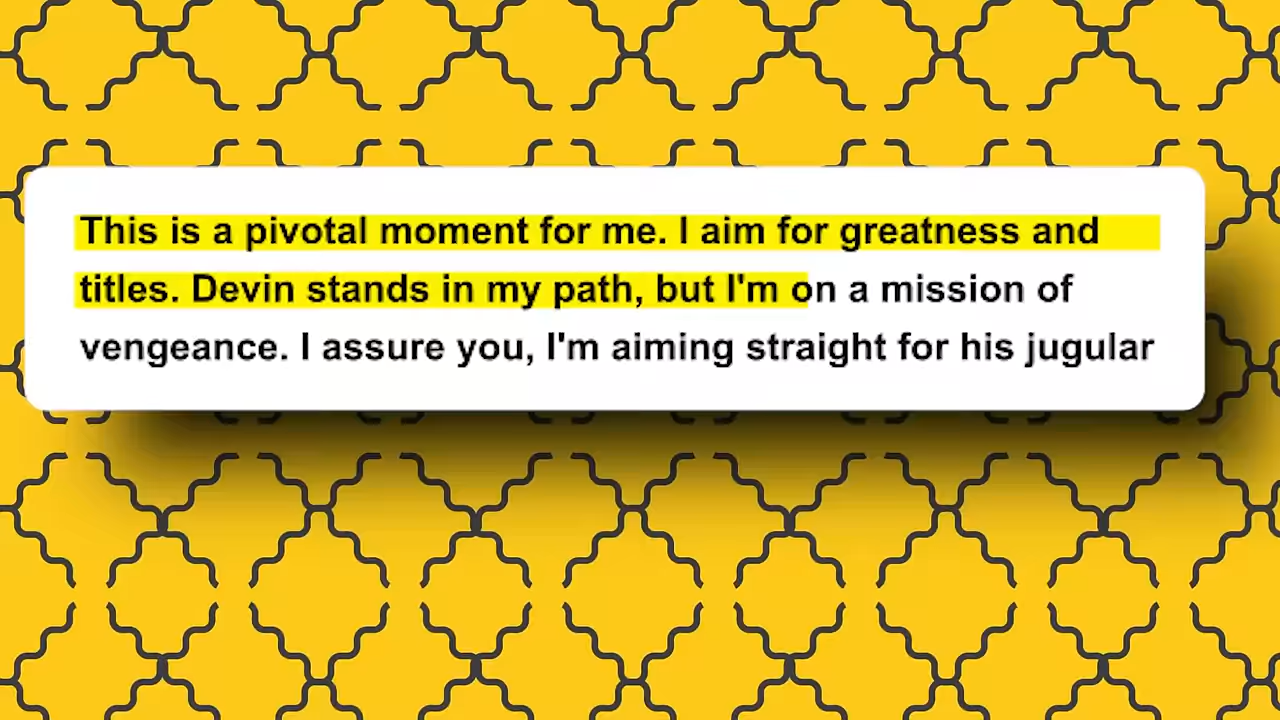 This is a pivotal moment for me. I aim for greatness and
titles. Devin stands in my path, but I'm on a mission of
vengeance. I assure you, I'm aiming straight for his jugular